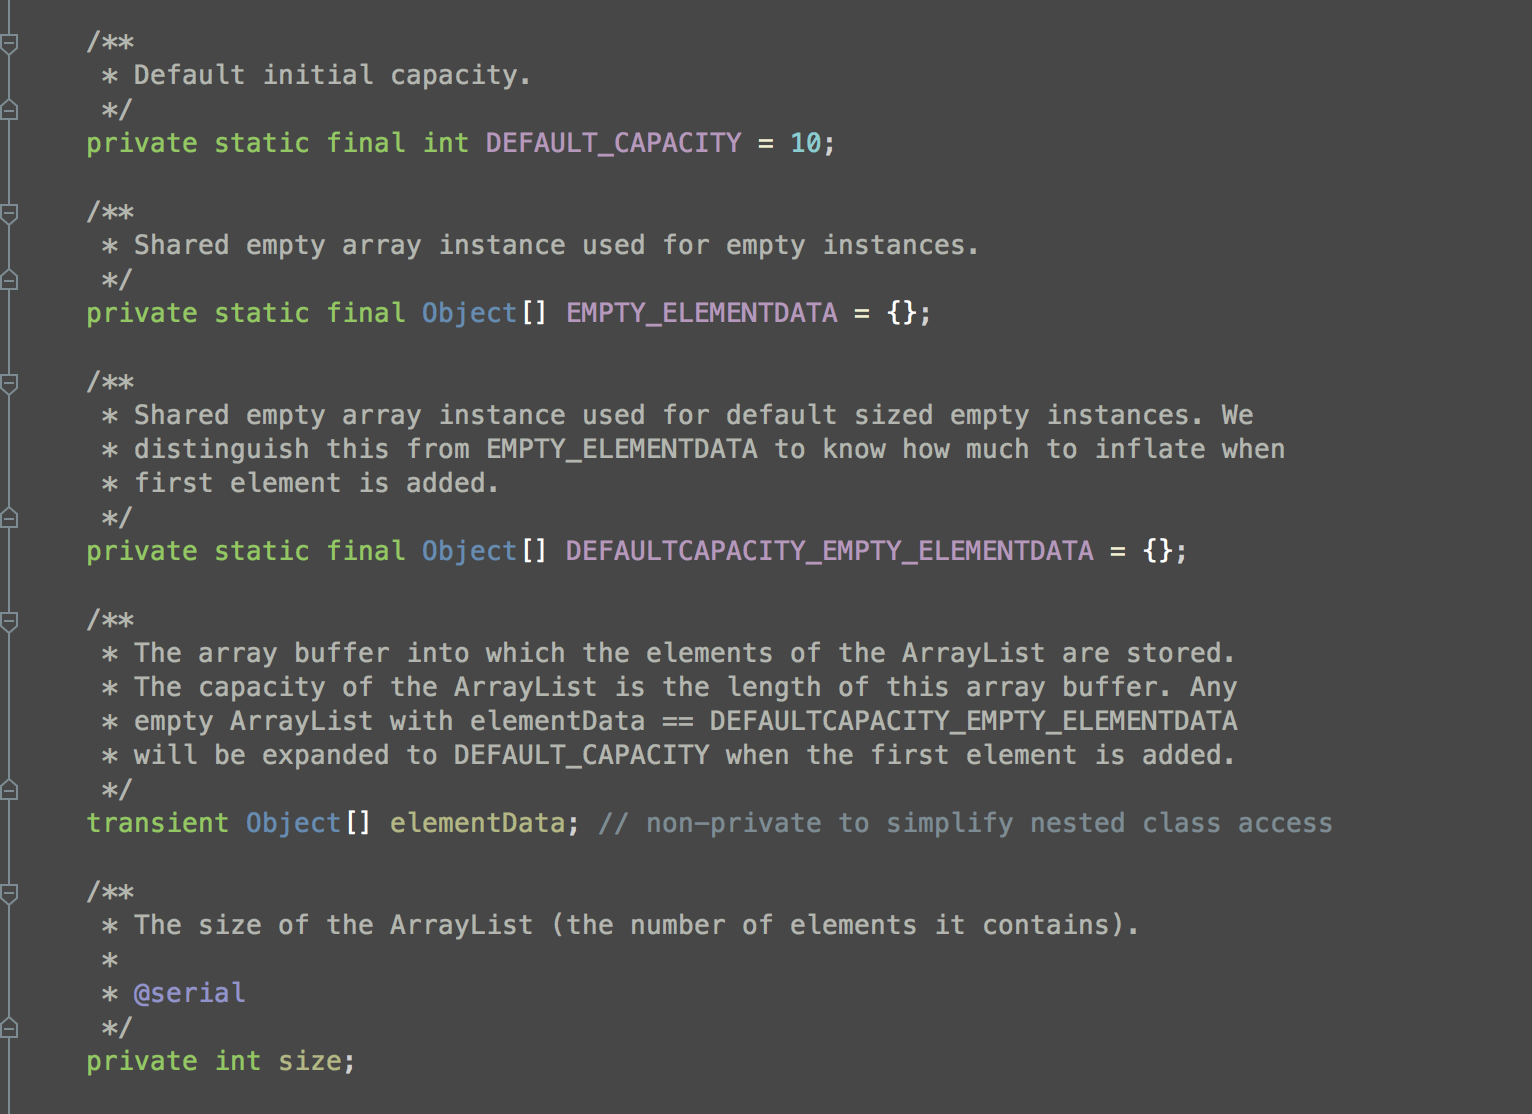 /**
* Default initial capacity.
*/
private static final int DEFAULT_CAPACITY = 10;
/**
* Shared empty array instance used for empty instances.
*/
private static final Object[] EMPTY_ELEMENTDATA = {};
/**
* Shared empty array instance used for default sized empty instances. We
* distinguish this from EMPTY_ELEMENTDATA to know how much to inflate when
* first element is added.
*/
private static final Object[] DEFAULTCAPACITY_EMPTY_ELEMENTDATA = {};
/**
* The array buffer into which the elements of the ArrayList are stored.
* The capacity of the ArrayList is the length of this array buffer. Any
* empty ArrayList with elementData == DEFAULTCAPACITY_EMPTY_ELEMENTDATA
* will be expanded to DEFAULT_CAPACITY when the first element is added.
*/
transient Object[] elementData; // non-private to simplify nested class access
/**
* The size of the ArrayList (the number of elements it contains).
*
* @serial
*/
private int size;